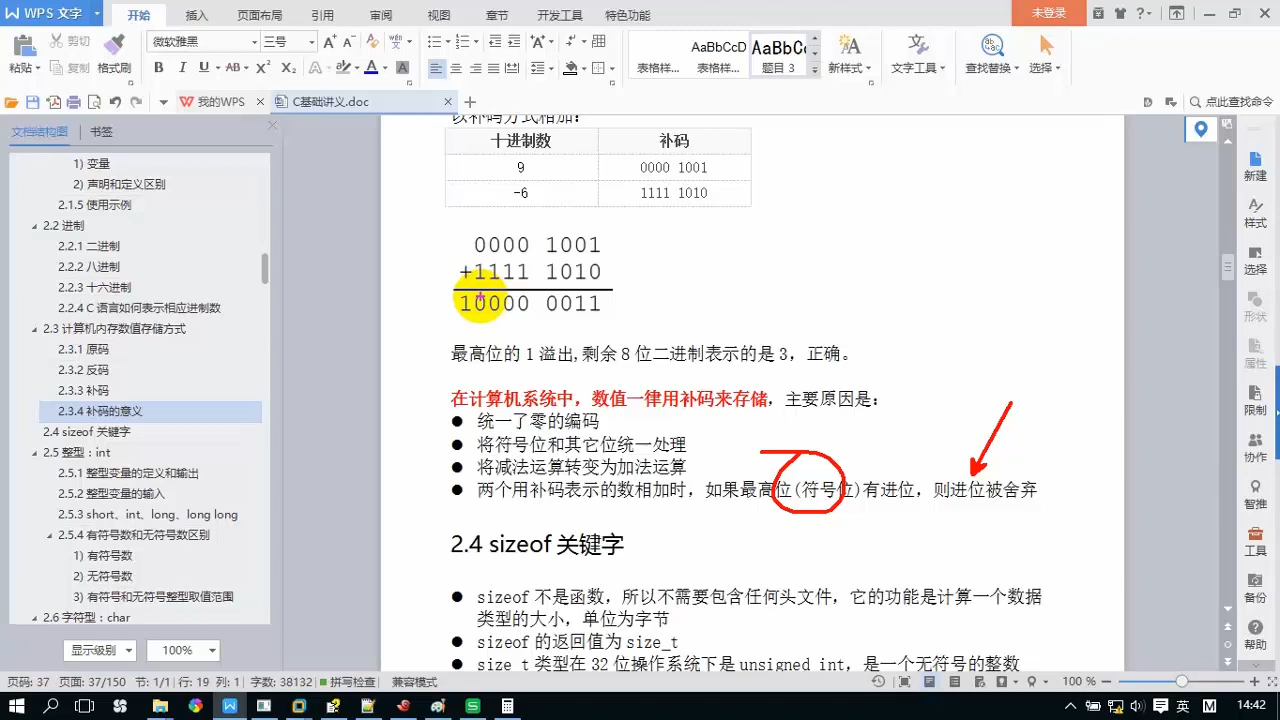 WPS 文字
开始
插入
页面布局
引用
审阅
视图
章节
开发工具
特色功能
未登录
粘贴
剪切
复制
格式刷
微软雅黑
三号
AaBbCcD
AaBbCc
表格样...
表格样...
题目 3
新样式
文字工具
查找替换
选择
我的WPS
C基础讲义.doc
点此查找命令
文档结构图
书签
1) 变量
2) 声明和定义区别
2.1.5 使用示例
2.2 进制
2.2.1 二进制
2.2.2 八进制
2.2.3 十六进制
2.2.4 C 语言如何表示相应进制数
2.3 计算机内存数值存储方式
2.3.1 原码
2.3.2 反码
2.3.3 补码
2.3.4 补码的意义
2.4 sizeof 关键字
2.5 整型：int
2.5.1 整型变量的定义和输出
2.5.2 整型变量的输入
2.5.3 short、int、long、long long
2.5.4 有符号数和无符号数区别
1) 有符号数
2) 无符号数
3) 有符号和无符号整型取值范围
2.6 字符型：char
显示级别
100%
以补码方式相加：
十进制数 补码
9 0000 1001
-6 1111 1010
0000 1001
+1111 1010
10000 0011
最高位的 1 溢出,剩余 8 位二进制表示的是 3，正确。
在计算机系统中，数值一律用补码来存储，主要原因是：
● 统一了零的编码
● 将符号位和其它位统一处理
● 将减法运算转变为加法运算
● 两个用补码表示的数相加时，如果最高位(符号位)有进位，则进位被舍弃
2.4 sizeof 关键字
● sizeof 不是函数，所以不需要包含任何头文件，它的功能是计算一个数据
类型的大小，单位为字节
● sizeof 的返回值为 size_t
● size_t 类型在 32 位操作系统下是 unsigned int，是一个无符号的整数
新建
样式
选择
形状
属性
限制
协作
智推
工具
备份
帮助
页码: 37
页面: 37/150
节: 1/1
行: 19
列: 1
字数: 38132
拼写检查
兼容模式
100 %
英
M
14:42